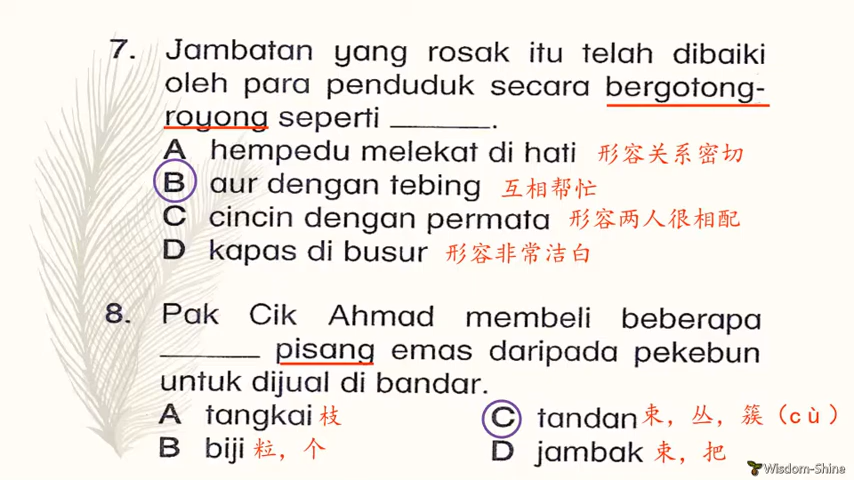 7. Jambatan yang rosak itu telah dibaiki
oleh para penduduk secara bergotong-
royong seperti ______.
A hempedu melekat di hati 形容关系密切
B aur dengan tebing 互相帮忙
C cincin dengan permata 形容两人很相配
D kapas di busur 形容非常洁白
8. Pak Cik Ahmad membeli beberapa
______ pisang emas daripada pekebun
untuk dijual di bandar.
A tangkai 枝 C tandan 束，丛，簇（cù）
B biji 粒，个 D jambak 束，把
Wisdom-Shine